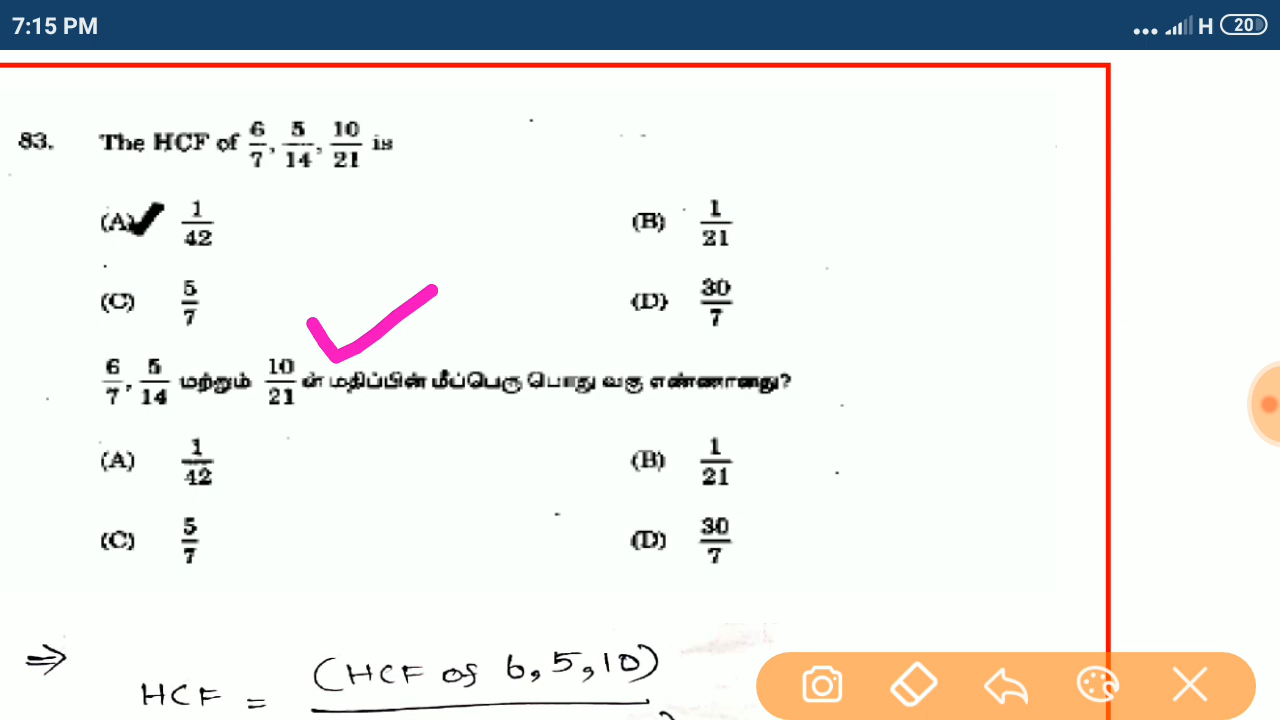 7:15 PM ... H 20
83. The HCF of 6/7, 5/14, 10/21 is
(A) 1/42 (B) 1/21
(C) 5/7 (D) 30/7
6/7, 5/14 மற்றும் 10/21 ள் மதிப்பின் மீப்பெரு பொது வகு எண்ணானது?
(A) 1/42 (B) 1/21
(C) 5/7 (D) 30/7
⇒ HCF = (HCF of 6, 5, 10)